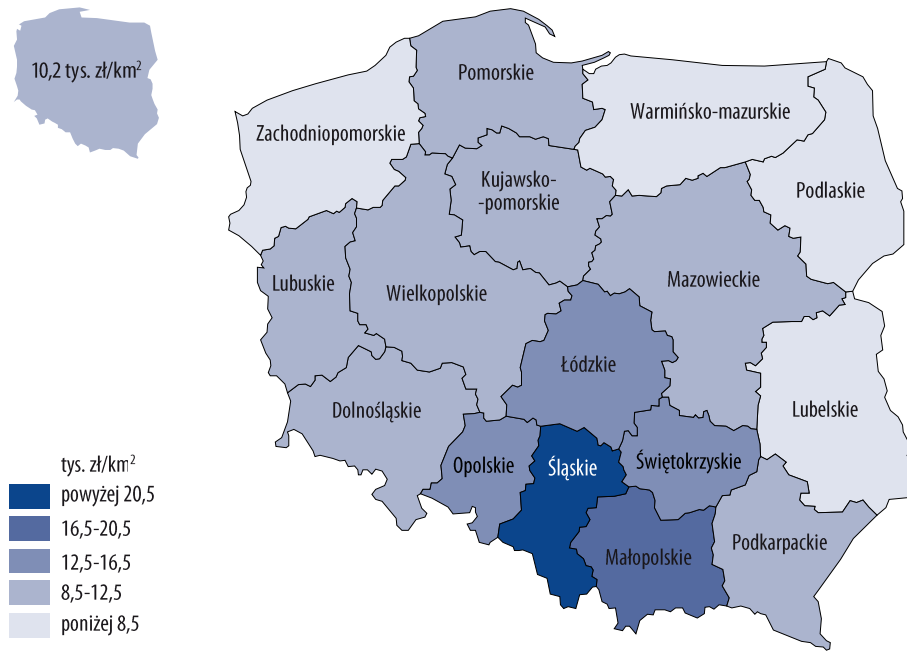 10,2 tys. zł/km²
Pomorskie
Warmińsko-mazurskie
Zachodniopomorskie
Kujawsko-
-pomorskie
Podlaskie
Lubuskie
Wielkopolskie
Mazowieckie
Łódzkie
Dolnośląskie
Lubelskie
Opolskie
Śląskie
Świętokrzyskie
Małopolskie
Podkarpackie
tys. zł/km²
powyżej 20,5
16,5-20,5
12,5-16,5
8,5-12,5
poniżej 8,5